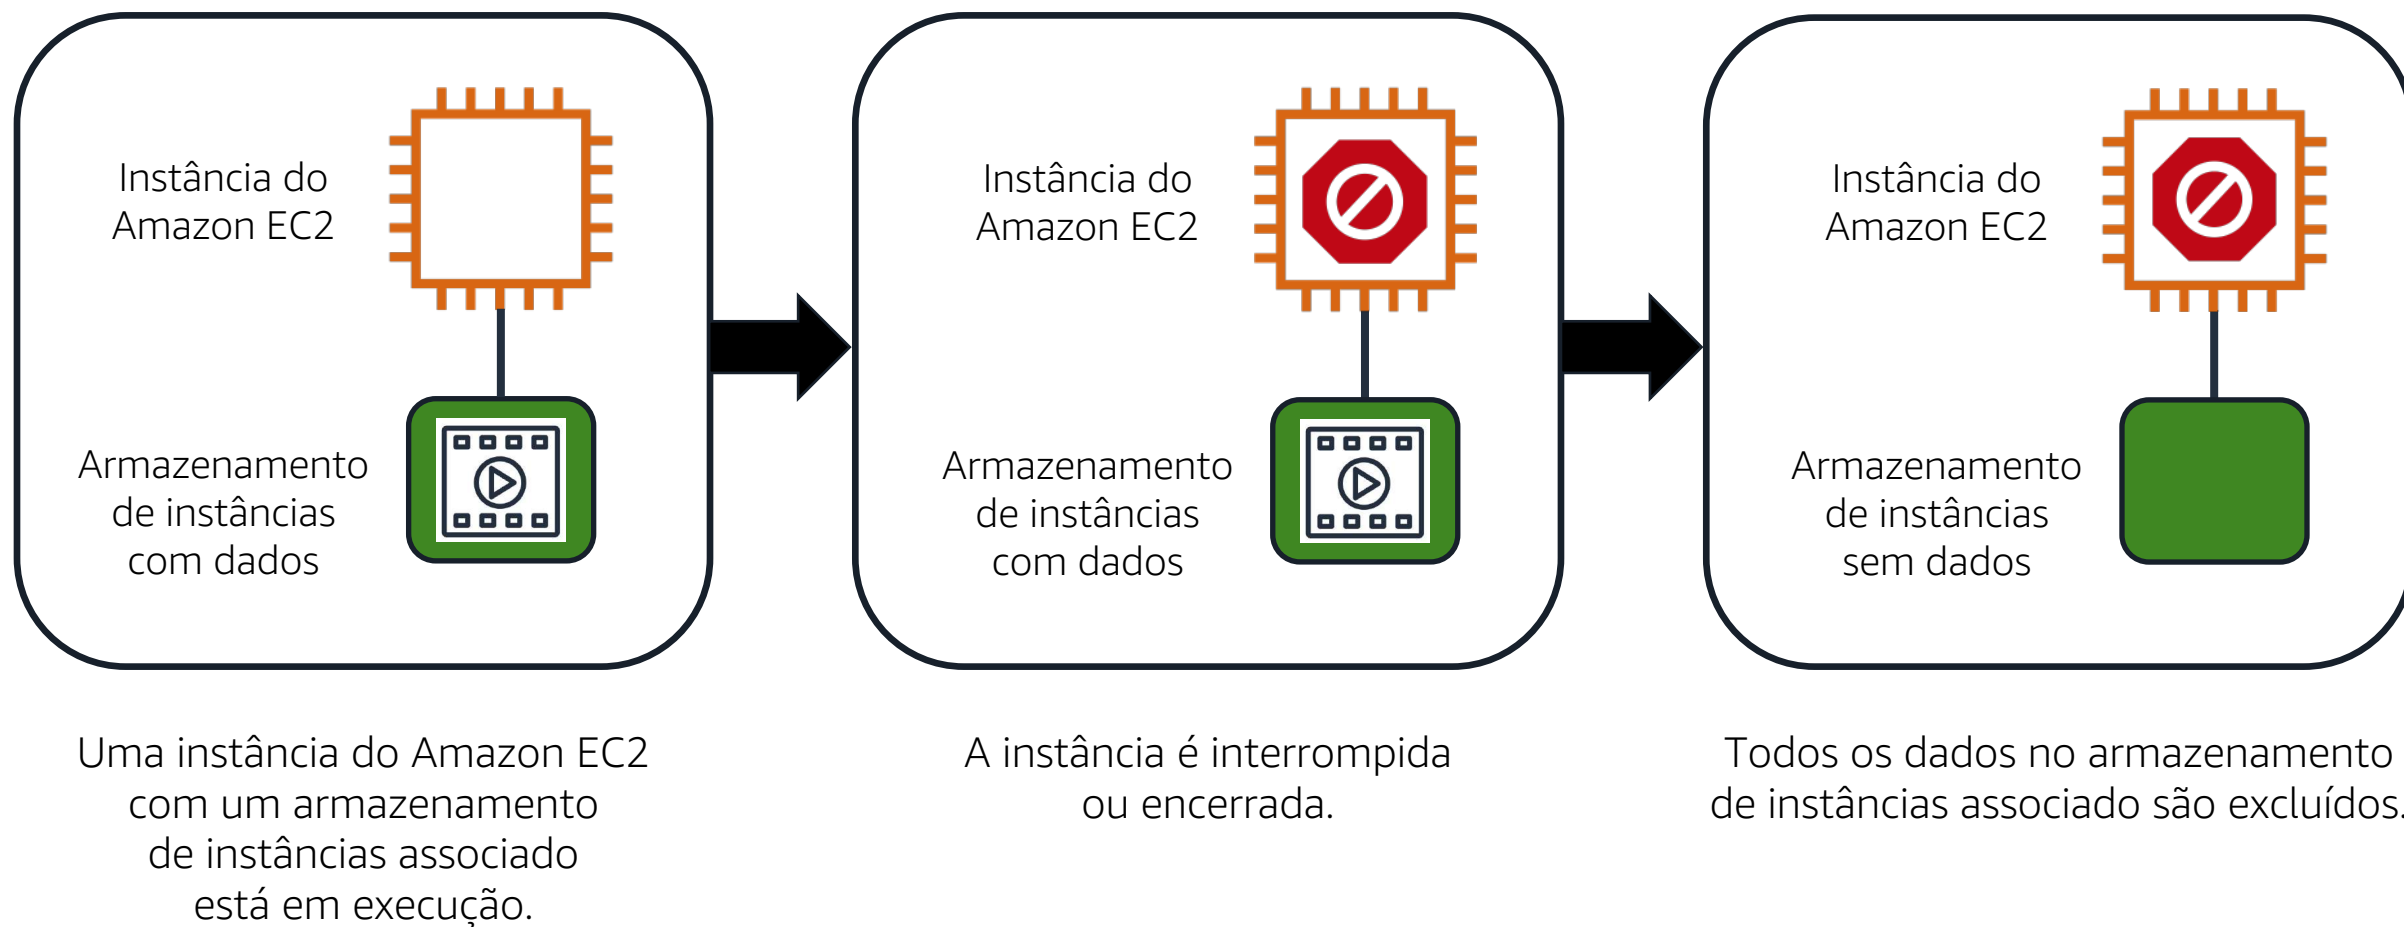 Instância do
Amazon EC2
Armazenamento
de instâncias
com dados
Uma instância do Amazon EC2
com um armazenamento
de instâncias associado
está em execução.
Instância do
Amazon EC2
Armazenamento
de instâncias
com dados
A instância é interrompida
ou encerrada.
Instância do
Amazon EC2
Armazenamento
de instâncias
sem dados
Todos os dados no armazenamento
de instâncias associado são excluídos.